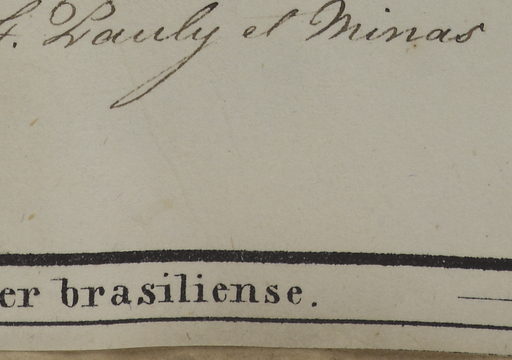 S. Pauly et Minas
er brasiliense.